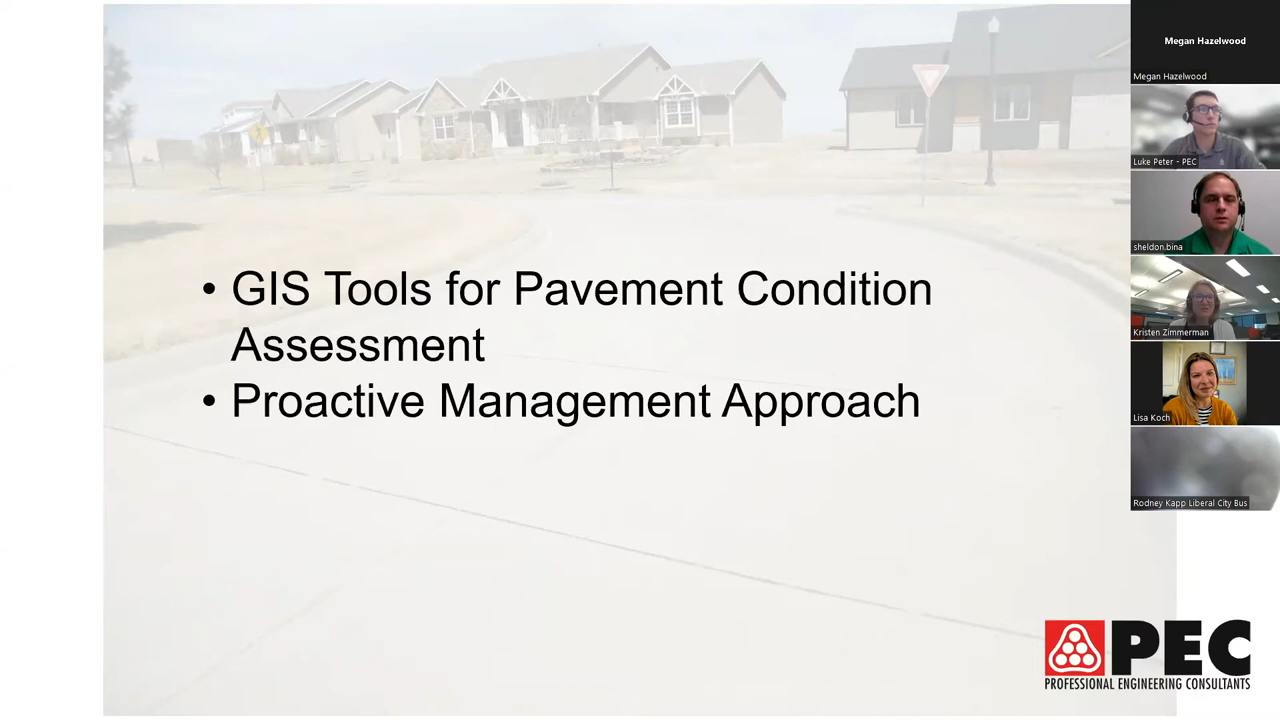 • GIS Tools for Pavement Condition
Assessment
• Proactive Management Approach
Megan Hazelwood
Megan Hazelwood
Luke Peter - PEC
sheldon.bina
Kristen Zimmerman
Lisa Koch
Rodney Kapp Liberal City Bus
PEC
PROFESSIONAL ENGINEERING CONSULTANTS